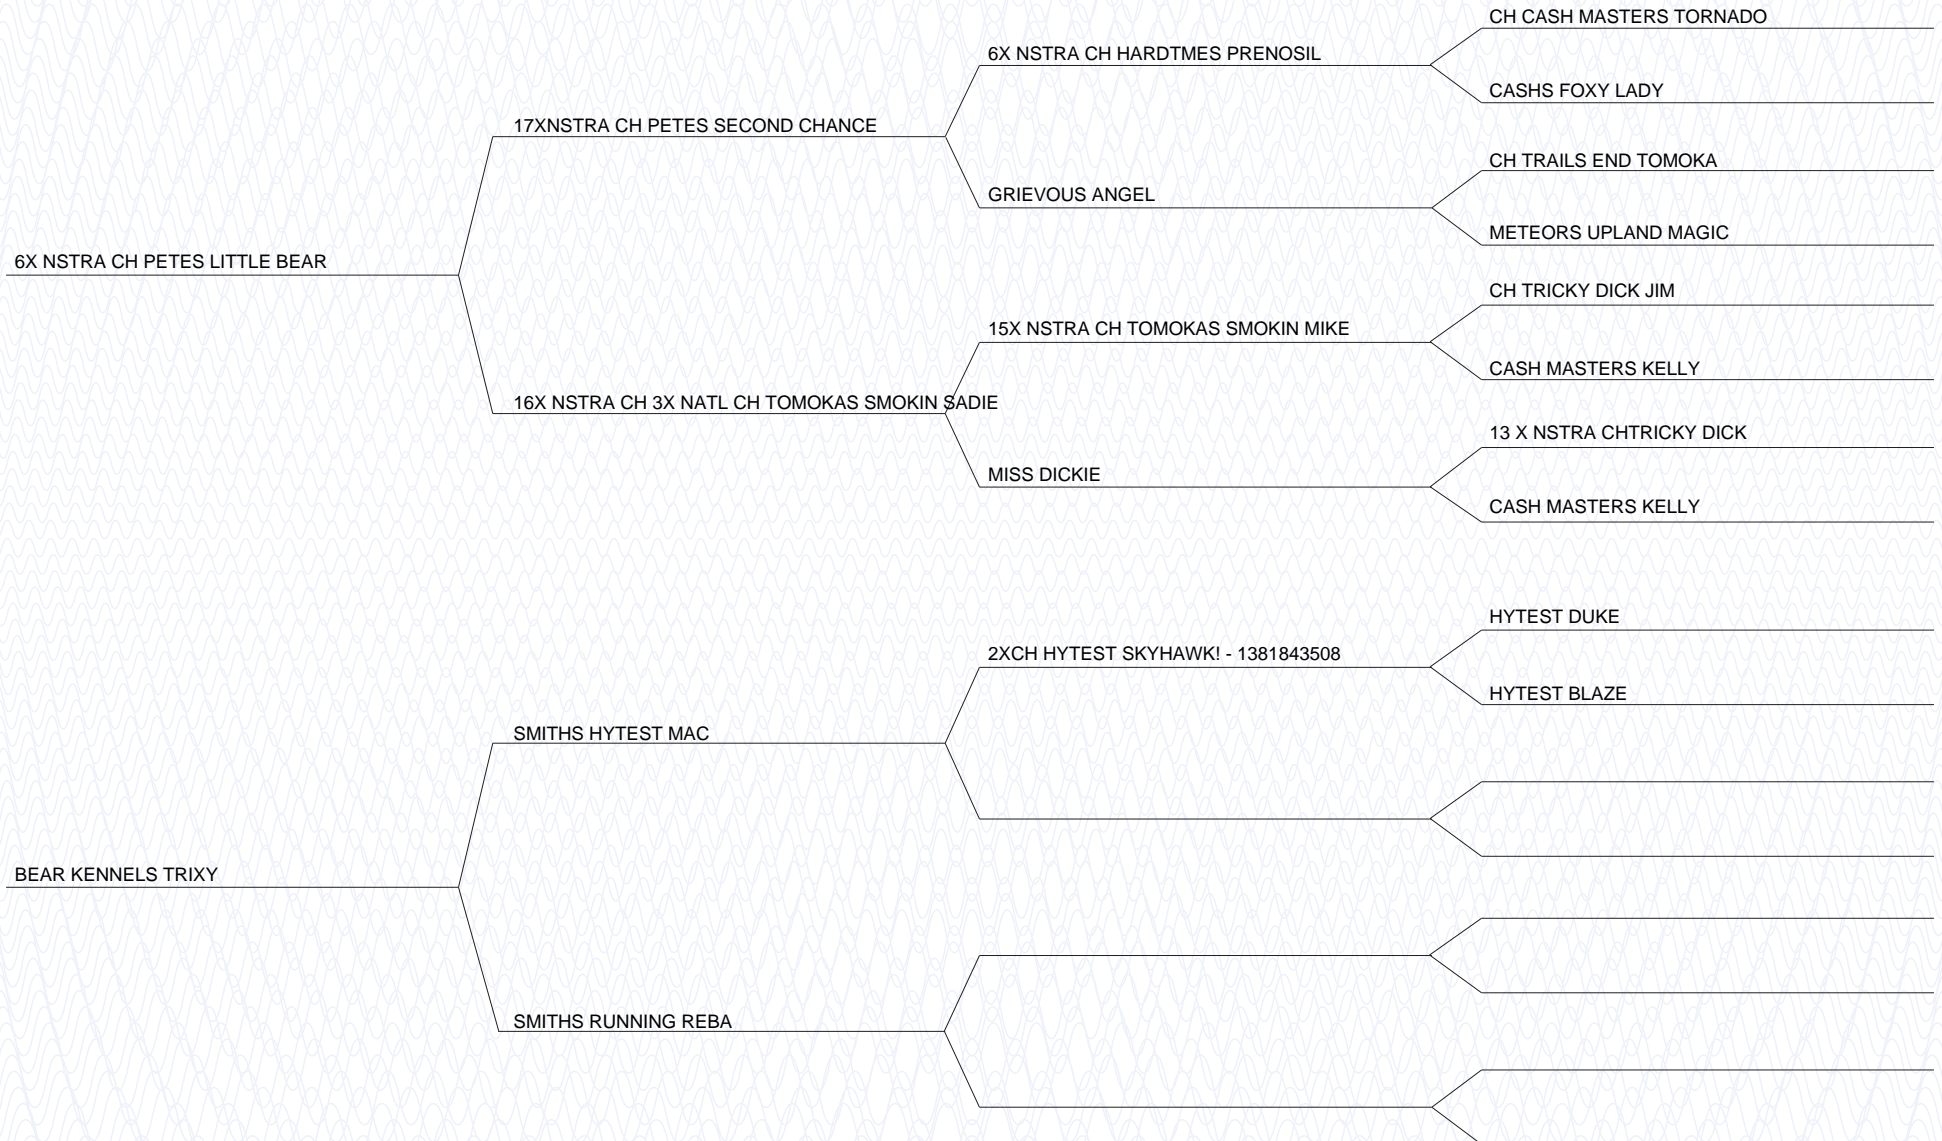 CH CASH MASTERS TORNADO
6X NSTRA CH HARDTMES PRENOSIL
CASHS FOXY LADY
17XNSTRA CH PETES SECOND CHANCE
CH TRAILS END TOMOKA
GRIEVOUS ANGEL
METEORS UPLAND MAGIC
6X NSTRA CH PETES LITTLE BEAR
CH TRICKY DICK JIM
15X NSTRA CH TOMOKAS SMOKIN MIKE
CASH MASTERS KELLY
16X NSTRA CH 3X NATL CH TOMOKAS SMOKIN SADIE
13 X NSTRA CHTRICKY DICK
MISS DICKIE
CASH MASTERS KELLY
HYTEST DUKE
2XCH HYTEST SKYHAWK! - 1381843508
HYTEST BLAZE
SMITHS HYTEST MAC
BEAR KENNELS TRIXY
SMITHS RUNNING REBA